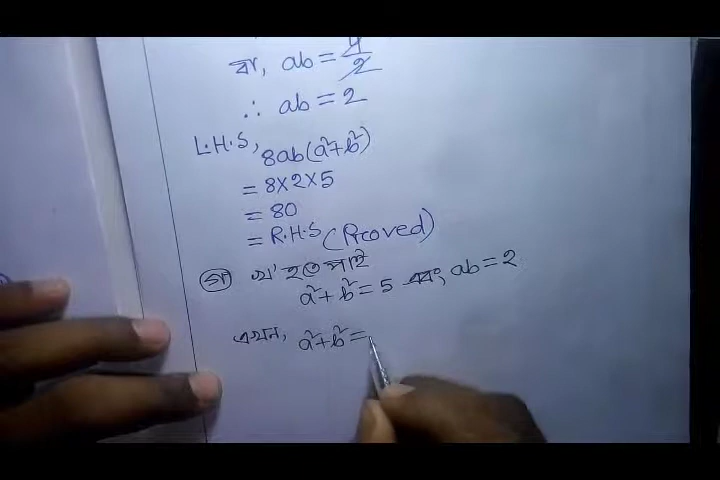 বা, ab = 4/2
∴ ab = 2
L.H.S, 8ab(a²+b²)
= 8×2×5
= 80
= R.H.S (Proved)
গ 'খ' হতে পাই
a²+b² = 5 এবং, ab = 2
এখন, a²+b² =